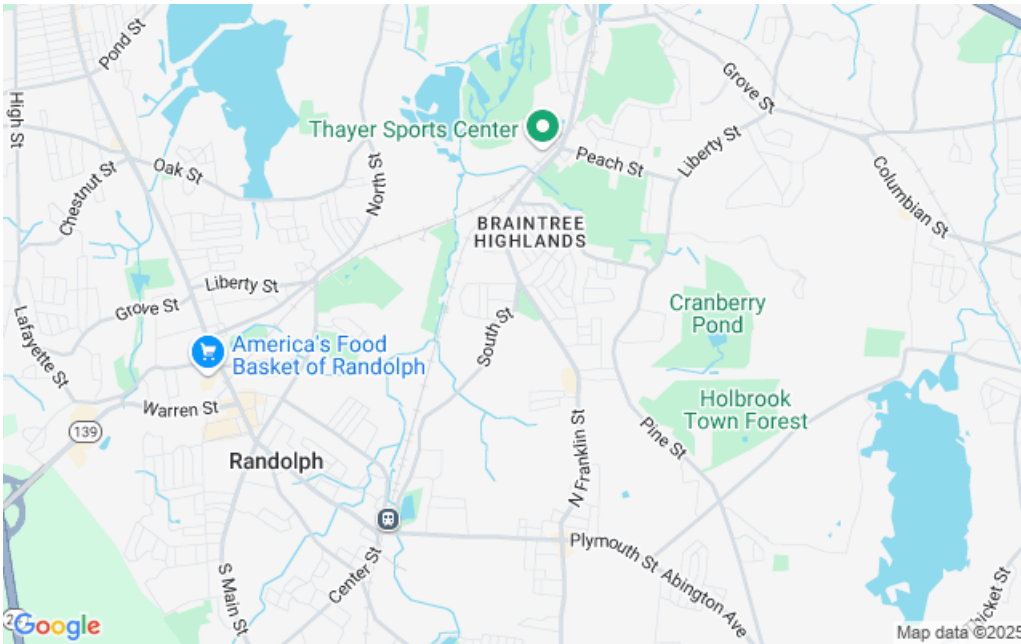 Pond St
High St
Grove St
Thayer Sports Center
Peach St
Liberty St
Oak St
Chestnut St
North St
Columbian St
BRAINTREE
HIGHLANDS
Liberty St
Grove St
Cranberry
Pond
Lafayette St
South St
America's Food
Basket of Randolph
Warren St
Holbrook
Town Forest
139
Pine St
Randolph
N Franklin St
Plymouth St
Abington Ave
Center St
S Main St
Google
Map data ©2025